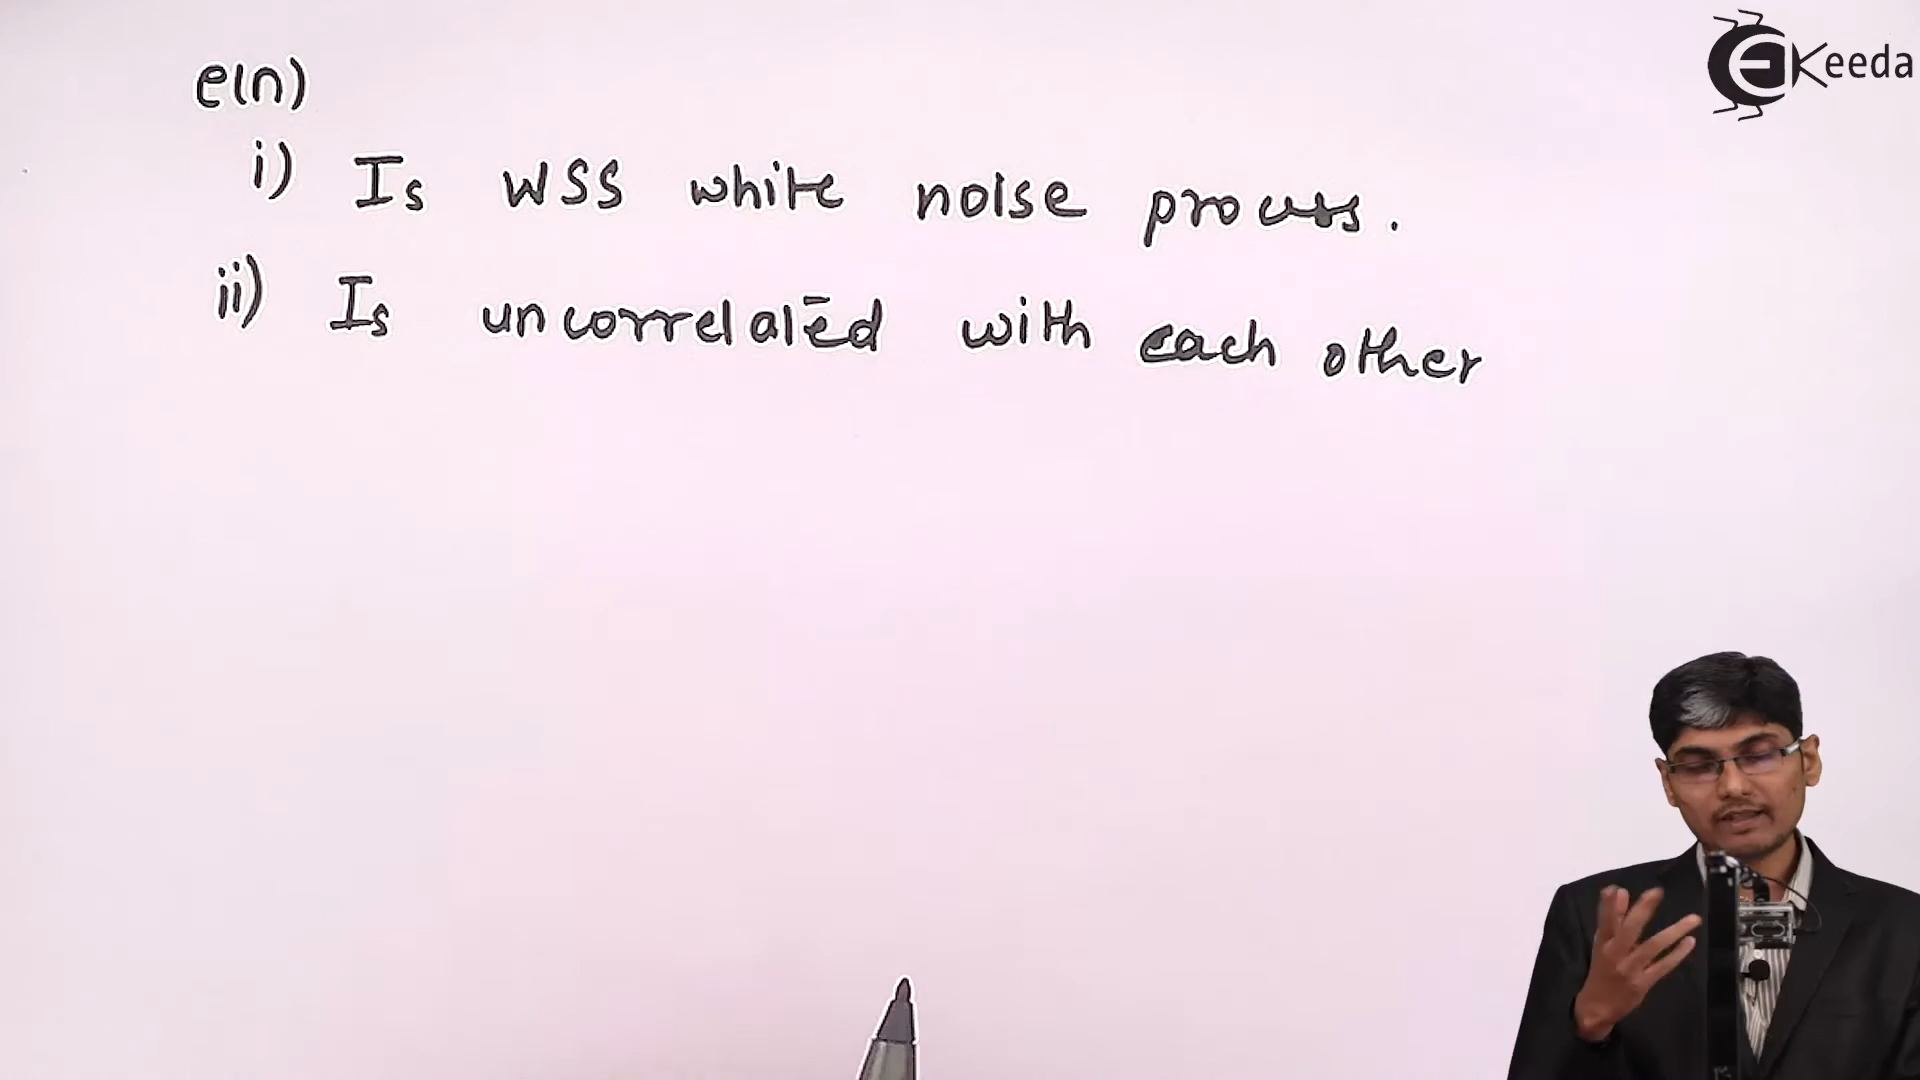 e(n)
i) Is WSS white noise process.
ii) Is uncorrelated with each other
EKeeda